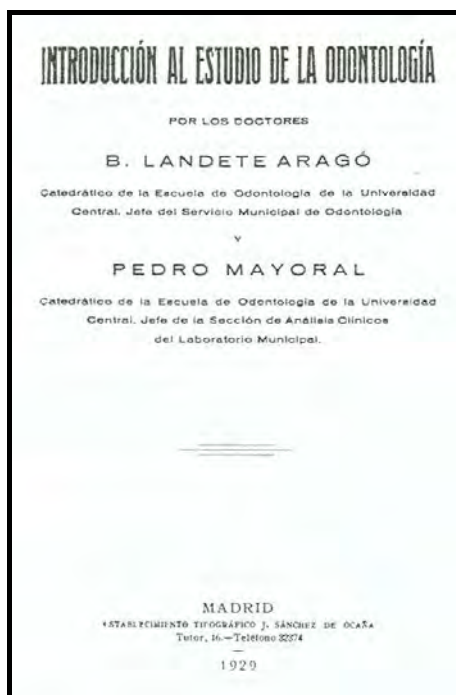 INTRODUCCIÓN AL ESTUDIO DE LA ODONTOLOGÍA
POR LOS DOCTORES
B. LANDETE ARAGÓ
Catedrático de la Escuela de Odontología de la Universidad
Central. Jefe del Servicio Municipal de Odontología
Y
PEDRO MAYORAL
Catedrático de la Escuela de Odontología de la Universidad
Central. Jefe de la Sección de Análisis Clínicos
del Laboratorio Municipal.
MADRID
ESTABLECIMIENTO TIPOGRÁFICO J. SÁNCHEZ DE OCAÑA
Tutor, 16.—Teléfono 32374
1929